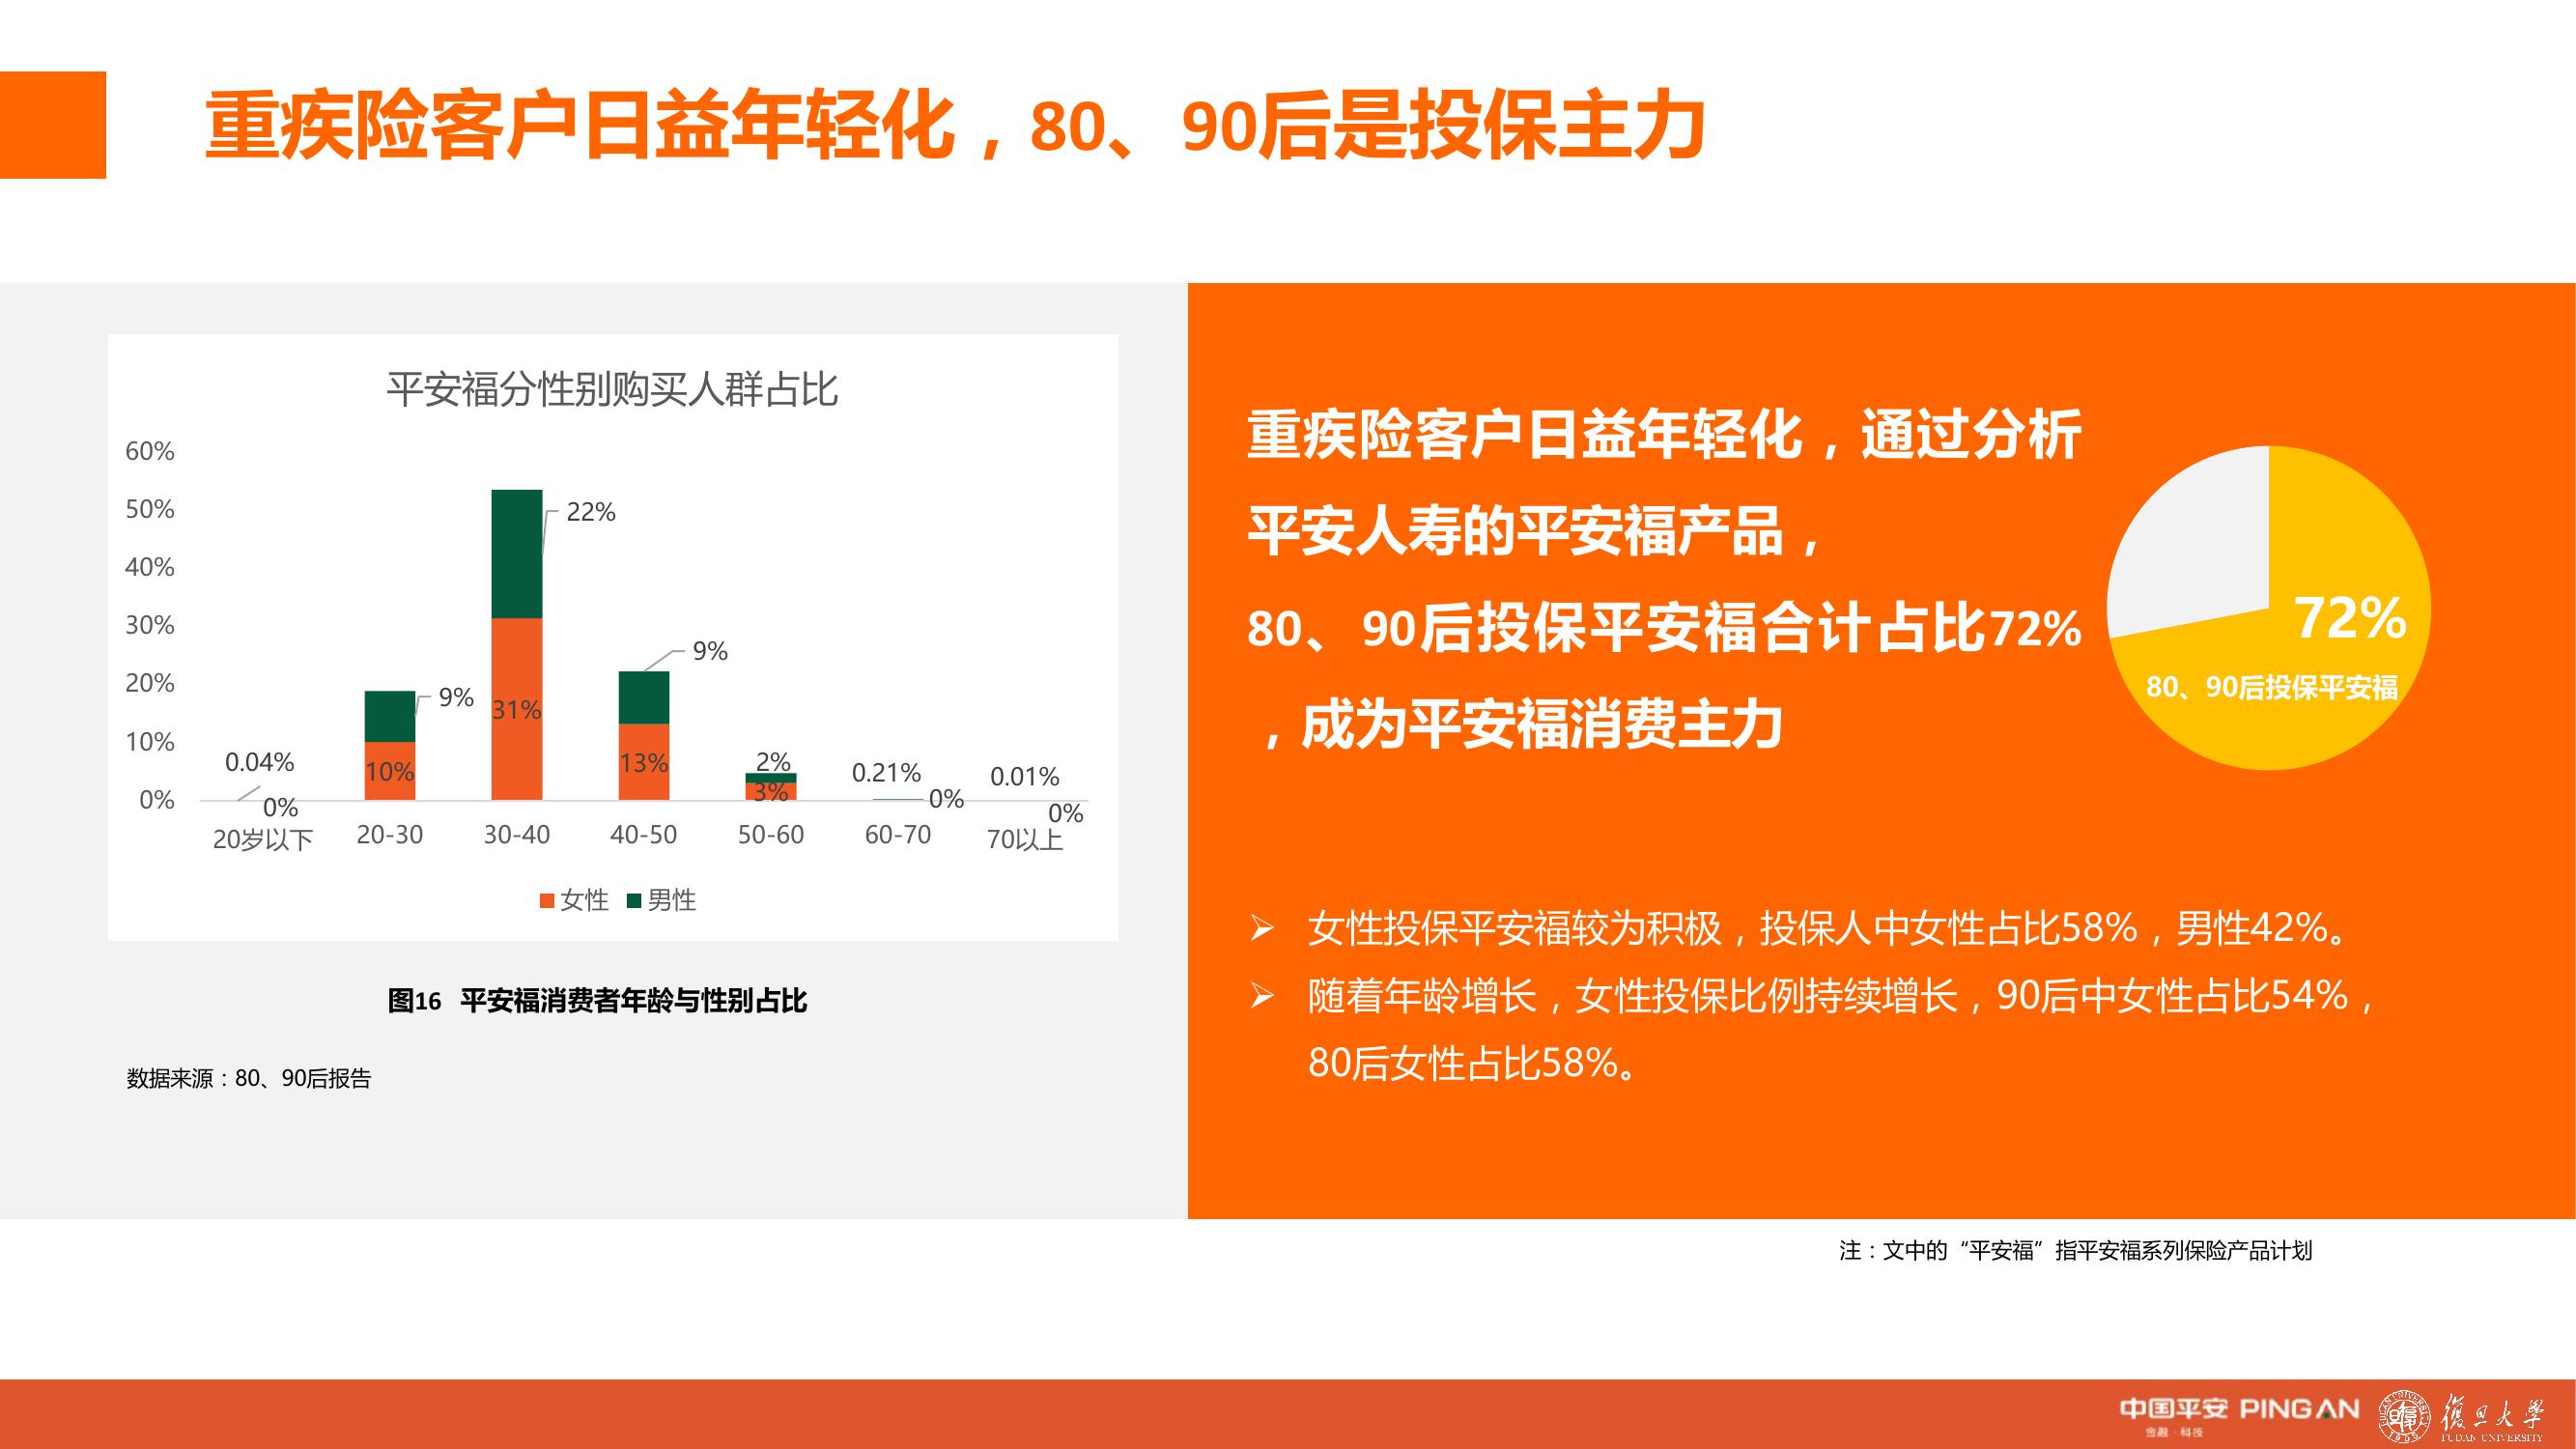 重疾险客户日益年轻化，80、90后是投保主力
平安福分性别购买人群占比
60%
50%
40%
30%
20%
10%
0%
22%
9%
9%
31%
10%
13%
2%
3%
0.04%
0%
0.21%
0%
0.01%
0%
20岁以下
20-30
30-40
40-50
50-60
60-70
70以上
女性
男性
图16 平安福消费者年龄与性别占比
数据来源：80、90后报告
重疾险客户日益年轻化，通过分析
平安人寿的平安福产品，
80、90后投保平安福合计占比72%
，成为平安福消费主力
72%
80、90后投保平安福
➢ 女性投保平安福较为积极，投保人中女性占比58%，男性42%。
➢ 随着年龄增长，女性投保比例持续增长，90后中女性占比54%，
80后女性占比58%。
注：文中的“平安福”指平安福系列保险产品计划
中国平安 PING AN
金融·科技
復旦大學
FUDAN UNIVERSITY